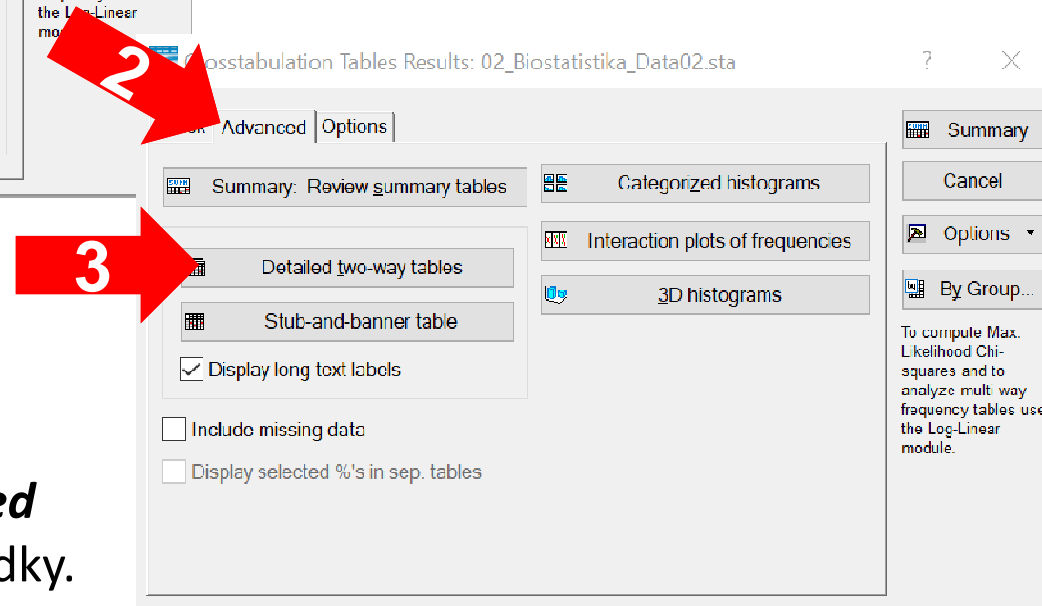 the Log-Linear
2
Crosstabulation Tables Results: 02_Biostatistika_Data02.sta
?
Advanced
Options
Summary
Summary: Review summary tables
Categorized histograms
Cancel
Interaction plots of frequencies
Options
3
Detailed two-way tables
3D histograms
By Group...
Stub-and-banner table
To compute Max.
Likelihood Chi-
squares and to
analyze multi way
frequency tables use
the Log-Linear
module.
Display long text labels
Include missing data
Display selected %'s in sep. tables
ed
dky.